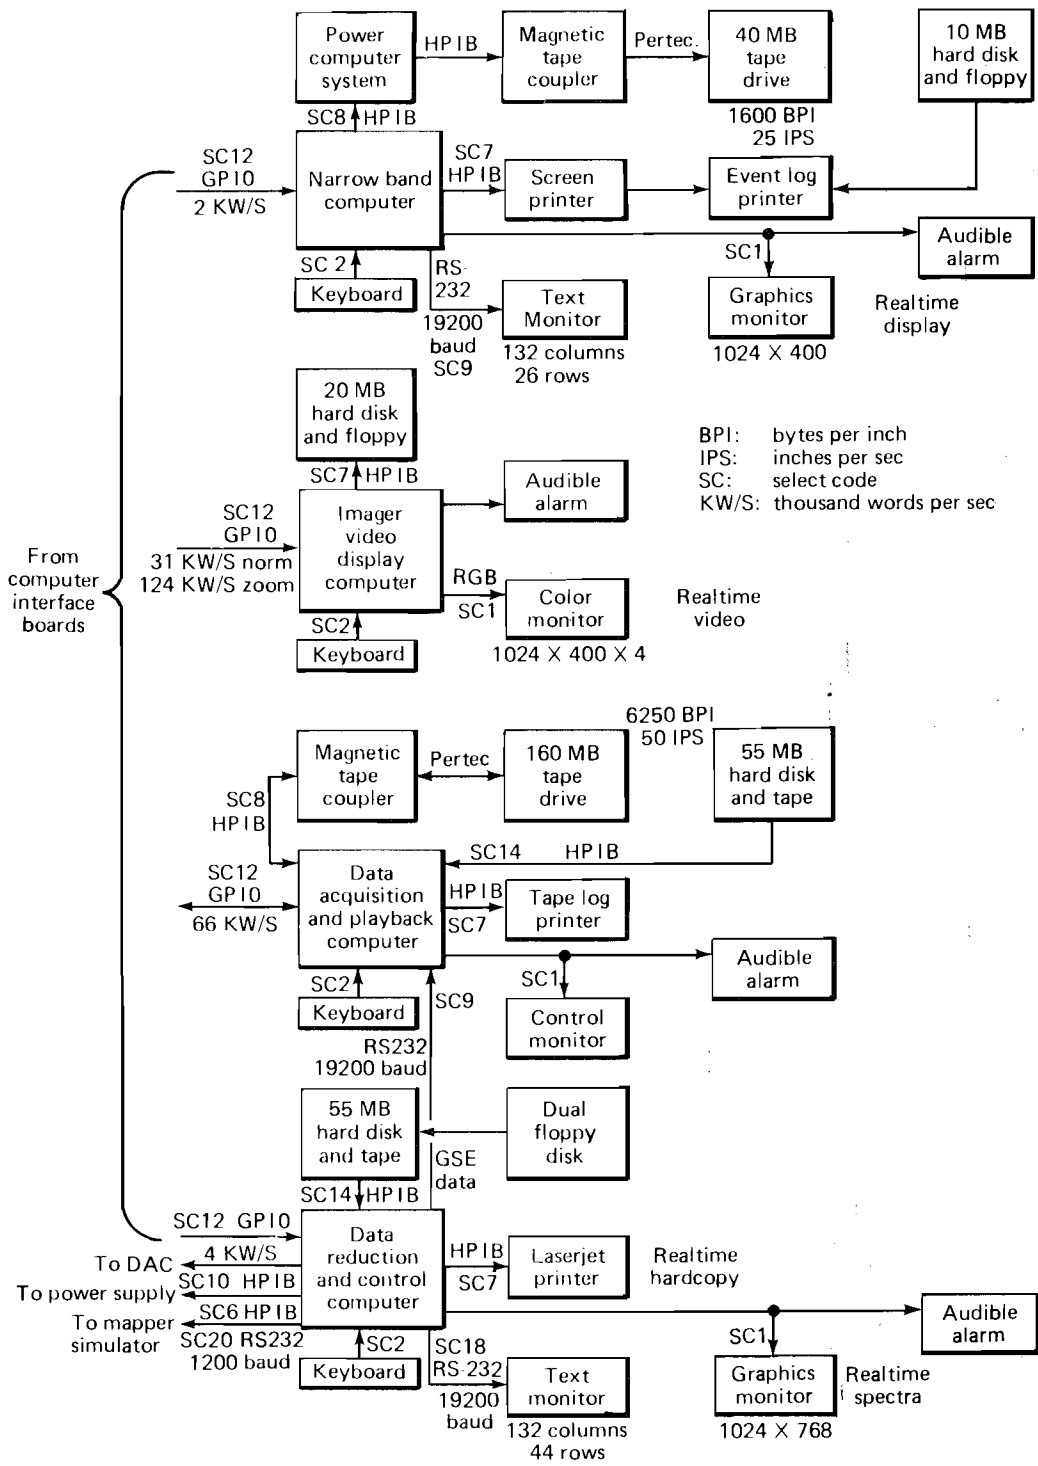 Power
computer
system
HPIB
Magnetic
tape
coupler
Pertec.
40 MB
tape
drive
10 MB
hard disk
and floppy
SC8 HPIB
1600 BPI
25 IPS
SC12
GPIO
2 KW/S
Narrow band
computer
SC7
HPIB
Screen
printer
Event log
printer
SC 2
Keyboard
RS-
232
19200
baud
SC9
Text
Monitor
132 columns
26 rows
SC1
Graphics
monitor
1024 X 400
Audible
alarm
Realtime
display
20 MB
hard disk
and floppy
SC7 HPIB
BPI: bytes per inch
IPS: inches per sec
SC: select code
KW/S: thousand words per sec
SC12
GPIO
31 KW/S norm
124 KW/S zoom
Imager
video
display
computer
Audible
alarm
RGB
SC1
Color
monitor
1024 X 400 X 4
Realtime
video
SC2
Keyboard
From
computer
interface
boards
Magnetic
tape
coupler
Pertec
160 MB
tape
drive
6250 BPI
50 IPS
55 MB
hard disk
and tape
SC8
HPIB
SC14 HPIB
SC12
GPIO
66 KW/S
Data
acquisition
and playback
computer
HPIB
SC7
Tape log
printer
SC2
Keyboard
SC9
SC1
Control
monitor
Audible
alarm
RS232
19200 baud
55 MB
hard disk
and tape
Dual
floppy
disk
GSE
data
SC14 HPIB
SC12 GPIO
4 KW/S
To DAC
SC10 HPIB
To power supply
SC6 HPIB
To mapper
simulator
SC20 RS232
1200 baud
Data
reduction
and control
computer
HPIB
SC7
Laserjet
printer
Realtime
hardcopy
SC2
Keyboard
SC18
RS-232
19200
baud
Text
monitor
132 columns
44 rows
SC1
Graphics
monitor
1024 X 768
Realtime
spectra
Audible
alarm